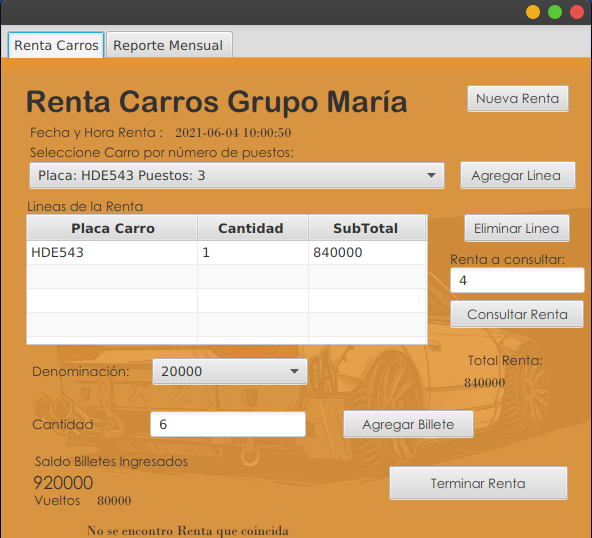 Renta Carros
Reporte Mensual
Renta Carros Grupo María
Nueva Renta
Fecha y Hora Renta : 2021-06-04 10:00:50
Seleccione Carro por número de puestos:
Placa: HDE543 Puestos: 3
Agregar Linea
Lineas de la Renta
Placa Carro Cantidad SubTotal
HDE543 1 840000
Eliminar Linea
Renta a consultar:
4
Consultar Renta
Total Renta:
840000
Denominación: 20000
Cantidad 6
Agregar Billete
Saldo Billetes Ingresados
920000
Vueltos 80000
Terminar Renta
No se encontro Renta que coincida